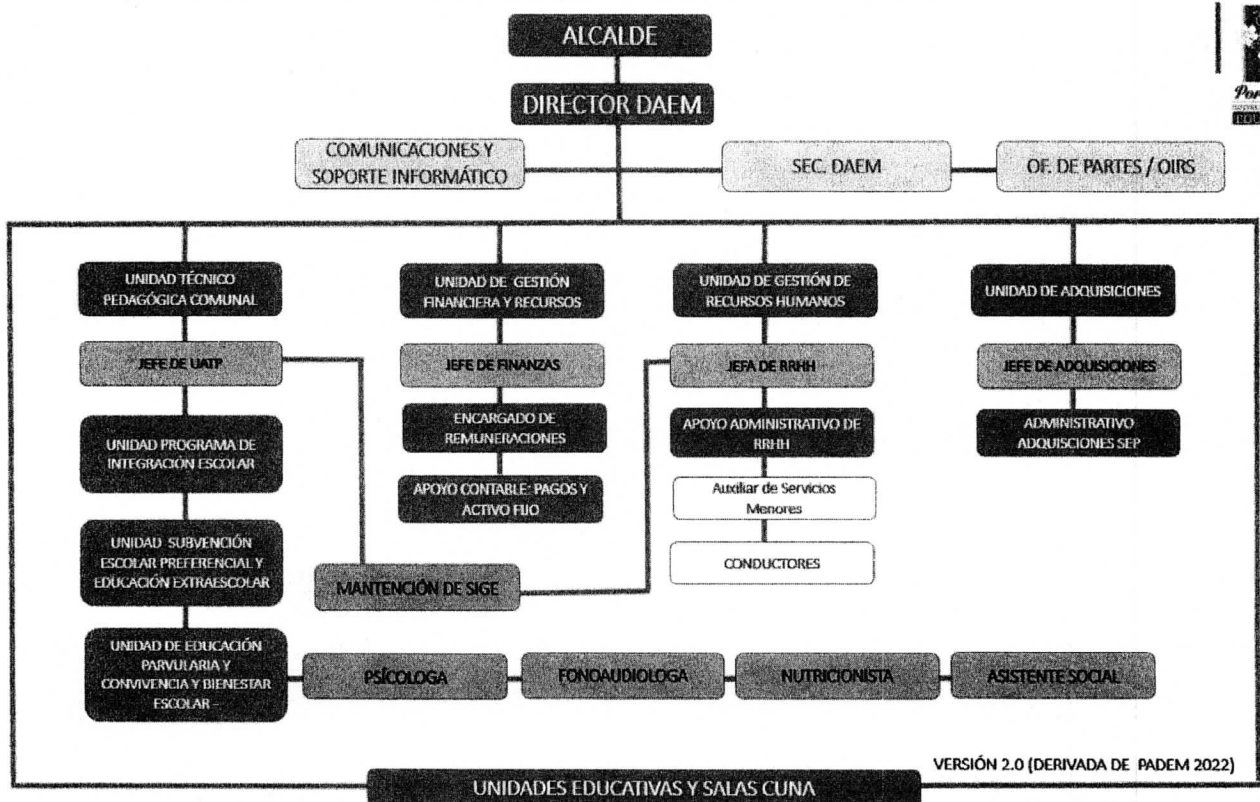 ALCALDE
DIRECTOR DAEM
COMUNICACIONES Y
SOPORTE INFORMÁTICO
SEC. DAEM
OF. DE PARTES / OIRS
UNIDAD TÉCNICO
PEDAGÓGICA COMUNAL
UNIDAD DE GESTIÓN
FINANCIERA Y RECURSOS
UNIDAD DE GESTIÓN DE
RECURSOS HUMANOS
UNIDAD DE ADQUISICIONES
JEFE DE UATP
JEFE DE FINANZAS
JEFA DE RRHH
JEFE DE ADQUISICIONES
UNIDAD PROGRAMA DE
INTEGRACIÓN ESCOLAR
ENCARGADO DE
REMUNERACIONES
APOYO ADMINISTRATIVO DE
RRHH
ADMINISTRATIVO
ADQUISCIONES SEP
APOYO CONTABLE: PAGOS Y
ACTIVO FIJO
Auxiliar de Servicios
Menores
UNIDAD SUBVENCIÓN
ESCOLAR PREFERENCIAL Y
EDUCACIÓN EXTRAESCOLAR
MANTENCIÓN DE SIGE
CONDUCTORES
UNIDAD DE EDUCACIÓN
PARVULARIA Y
CONVIVENCIA Y BIENESTAR
ESCOLAR –
PSÍCOLOGA
FONOAUDIOLOGA
NUTRICIONISTA
ASISTENTE SOCIAL
VERSIÓN 2.0 (DERIVADA DE PADEM 2022)
UNIDADES EDUCATIVAS Y SALAS CUNA